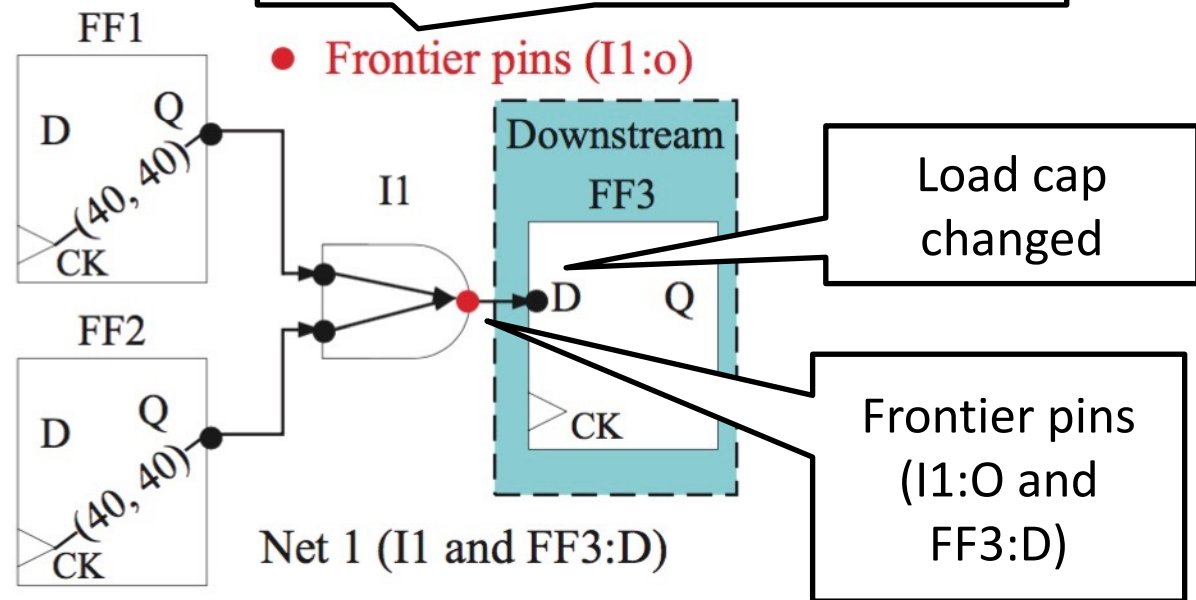 FF1
• Frontier pins (I1:o)
D
Q
(40, 40)
CK
I1
Downstream
FF3
D
Q
CK
Load cap
changed
FF2
D
Q
(40, 40)
CK
Frontier pins
(I1:O and
FF3:D)
Net 1 (I1 and FF3:D)